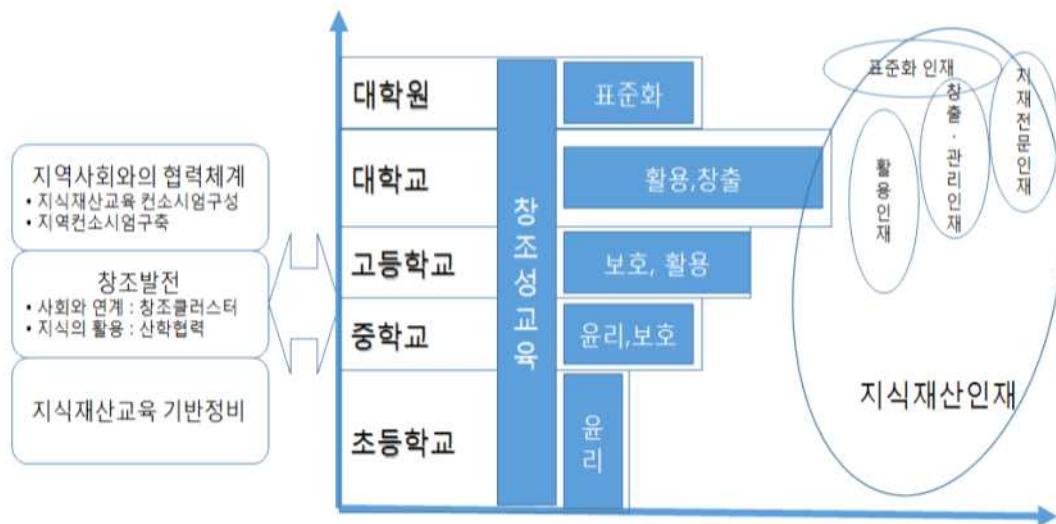 지역사회와의 협력체계
• 지식재산교육 컨소시엄구성
• 지역컨소시엄구축
창조발전
• 사회와 연계 : 창조클러스터
• 지식의 활용 : 산학협력
지식재산교육 기반정비
대학원
대학교
고등학교
중학교
초등학교
창조성교육
표준화
활용,창출
보호, 활용
윤리,보호
윤리
표준화 인재
활용인재
창출·관리인재
지재전문인재
지식재산인재